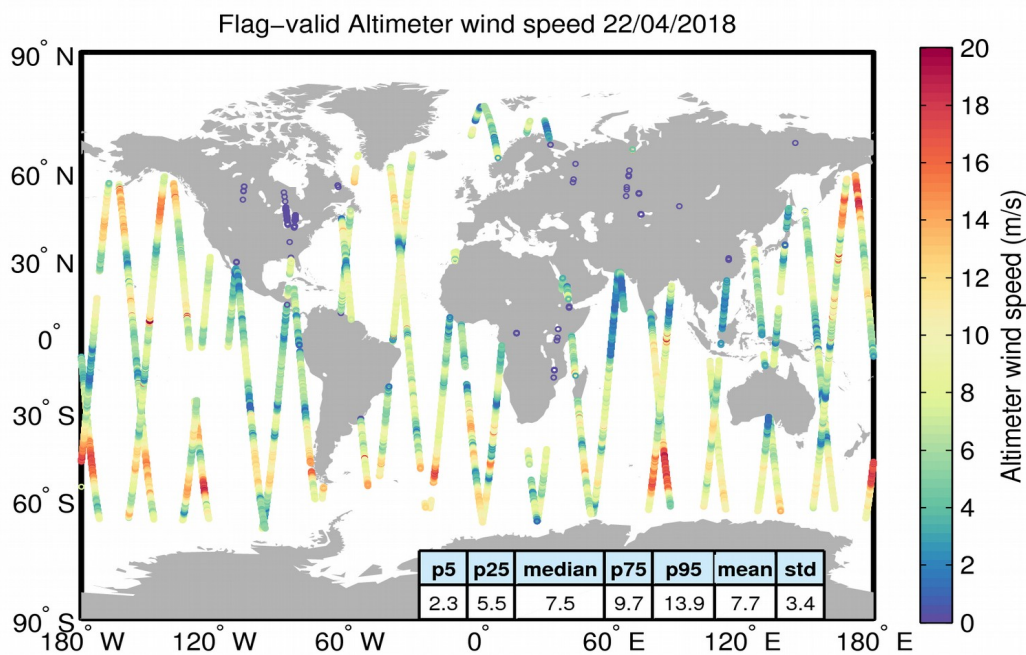 Flag−valid Altimeter wind speed 22/04/2018
90° N
60° N
30° N
0°
30° S
60° S
90° S
180° W
120° W
60° W
0°
60° E
120° E
180° E
p5 p25 median p75 p95 mean std
2.3 5.5 7.5 9.7 13.9 7.7 3.4
20
18
16
14
12
10
8
6
4
2
0
Altimeter wind speed (m/s)